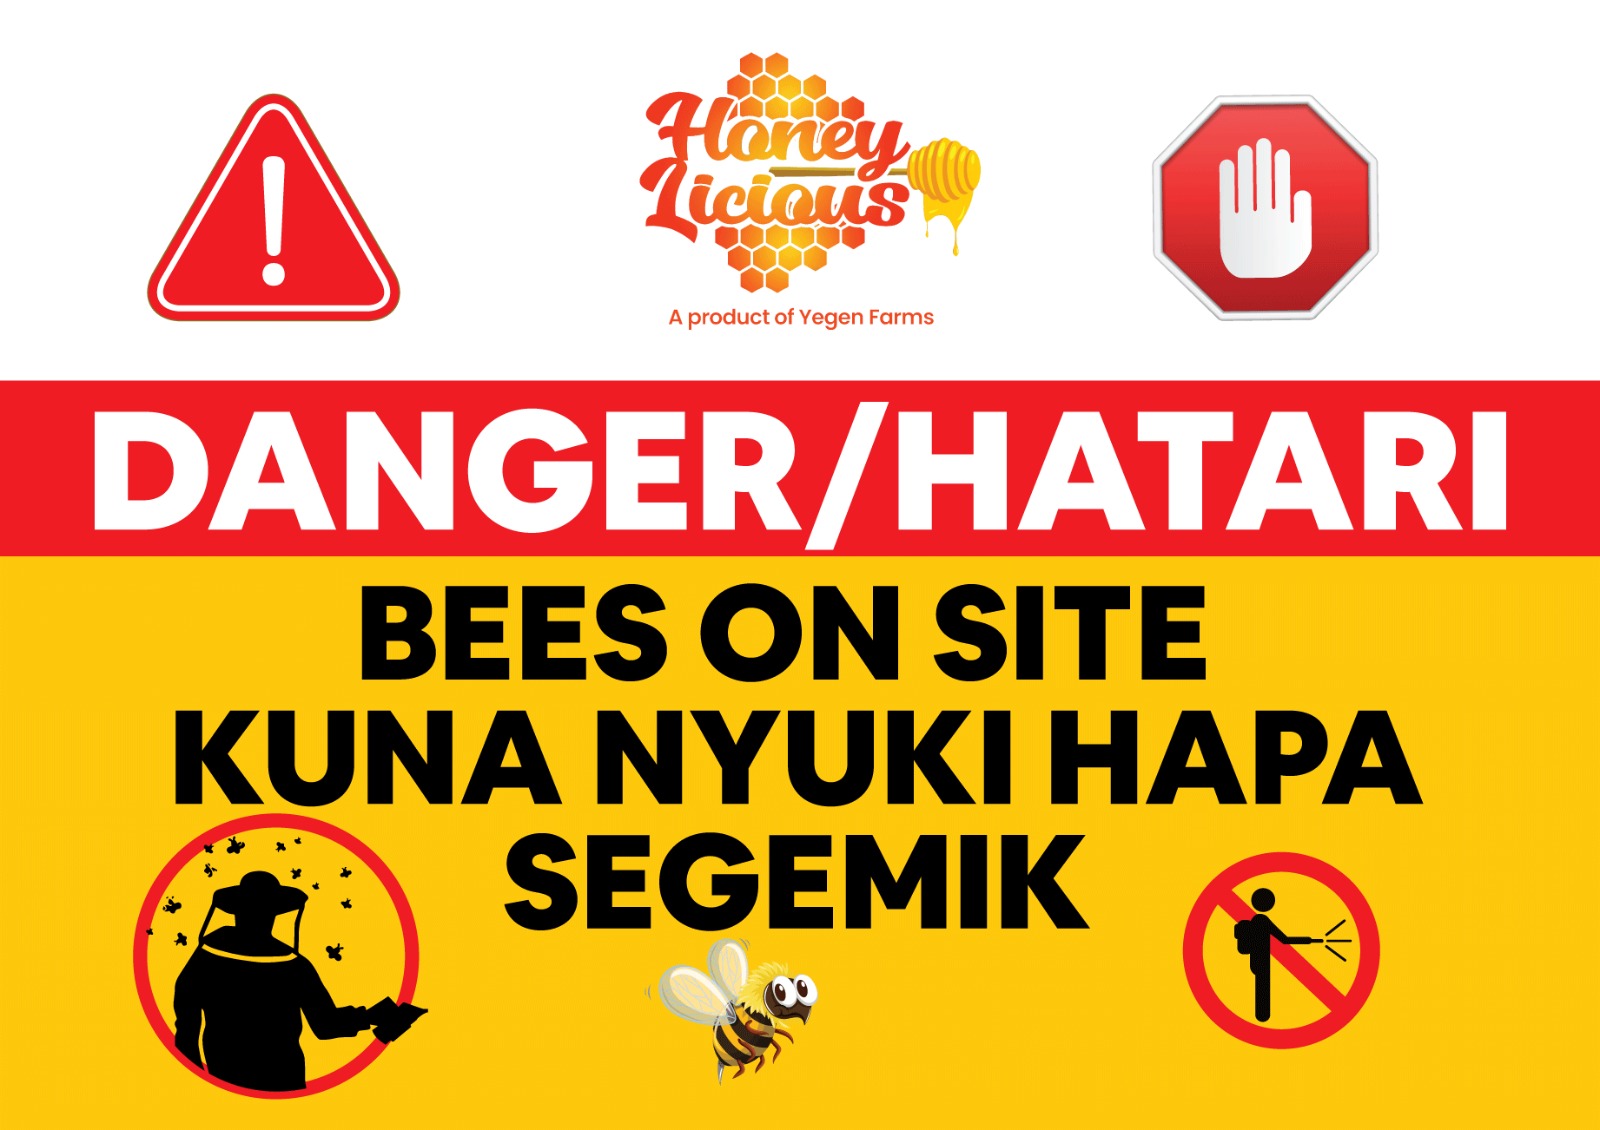 Honey
Licious
A product of Yegen Farms
DANGER/HATARI
BEES ON SITE
KUNA NYUKI HAPA
SEGEMIK